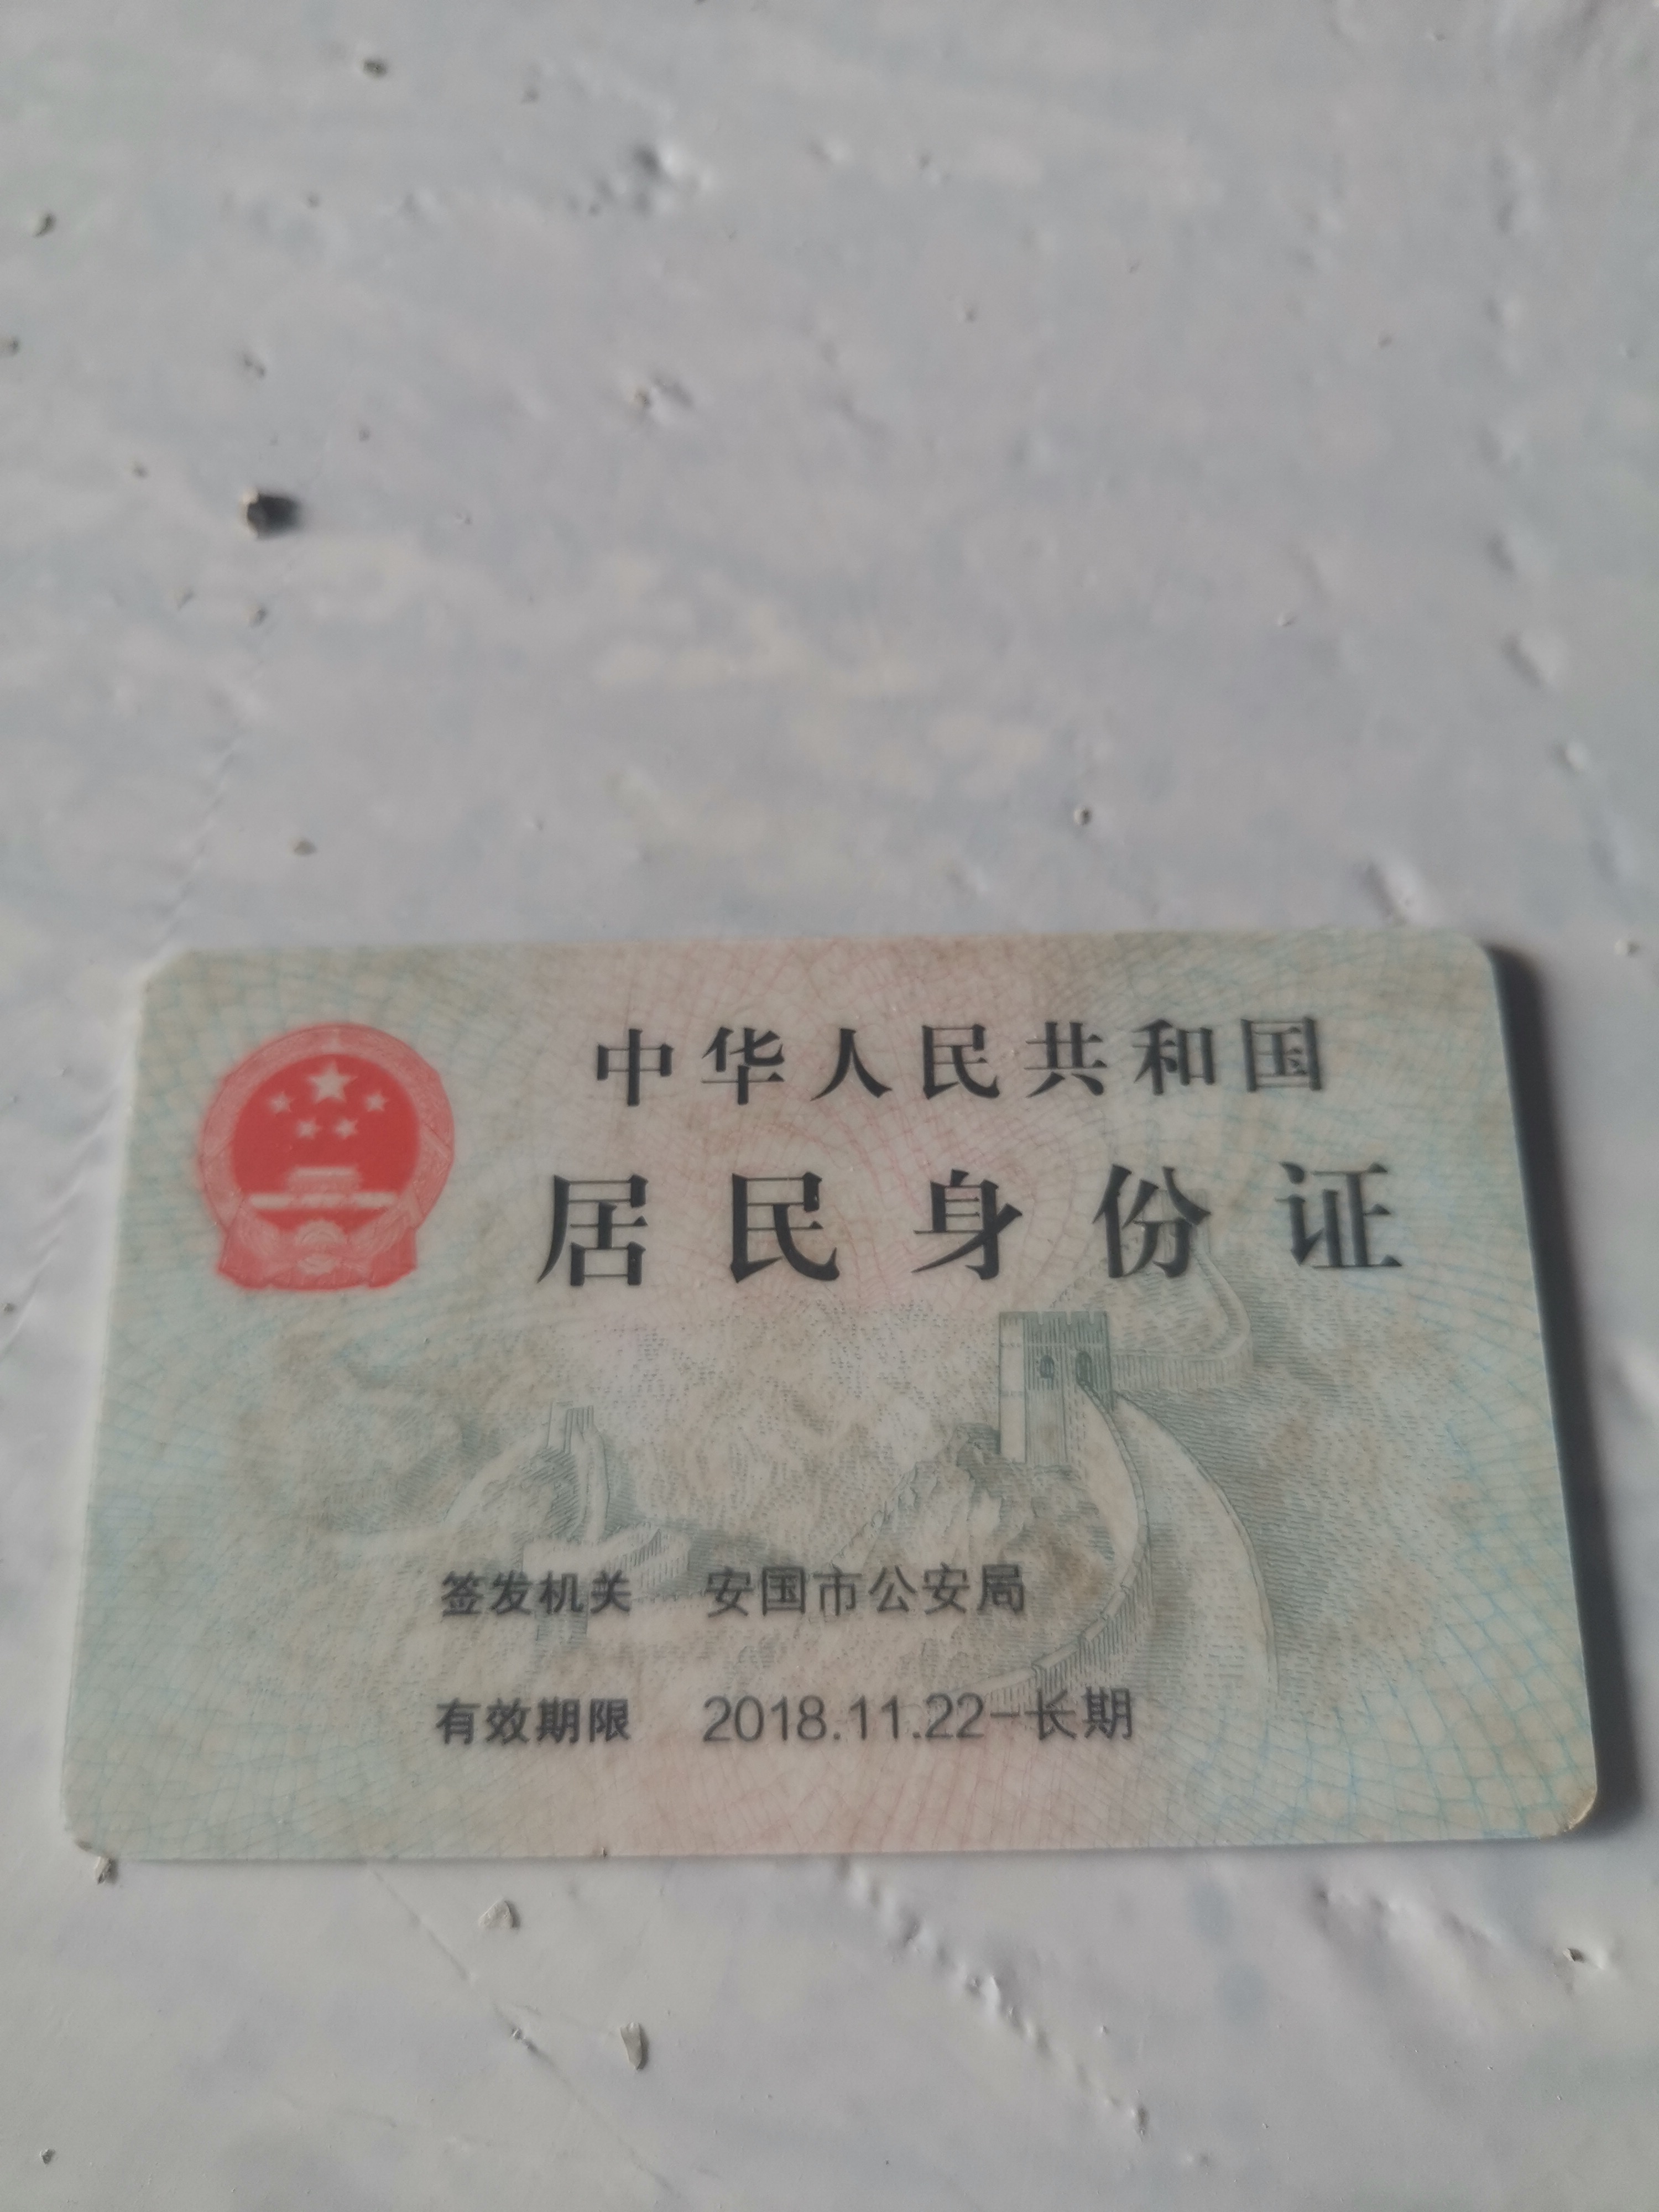 中华人民共和国
居民身份证
签发机关 安国市公安局
有效期限 2018.11.22-长期